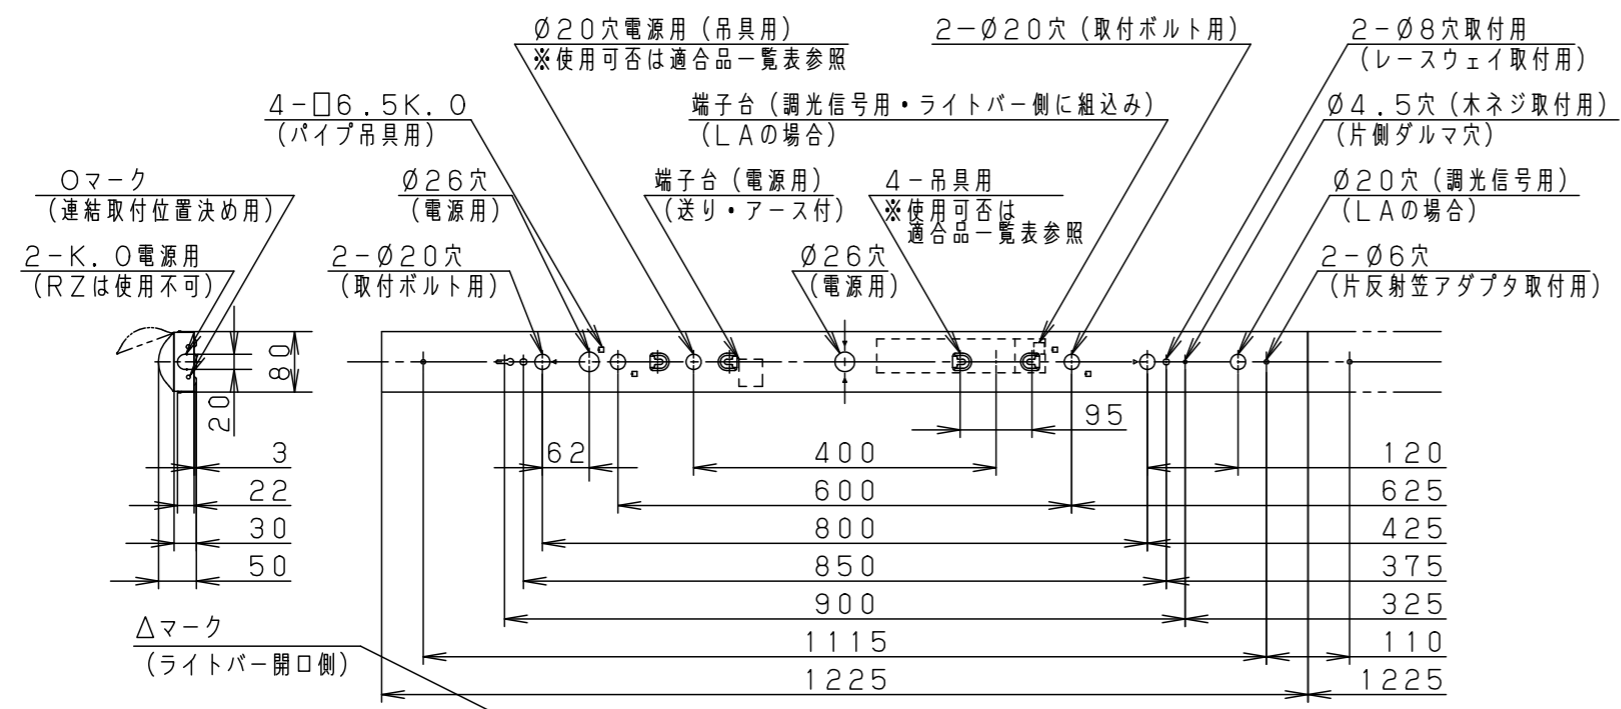 Ø20穴電源用（吊具用）
※使用可否は適合品一覧表参照
2-Ø20穴（取付ボルト用）
2-Ø8穴取付用
（レースウェイ取付用）
4-□6.5K.O
（パイプ吊具用）
端子台（調光信号用・ライトバー側に組込み）
（LAの場合）
Ø4.5穴（木ネジ取付用）
（片側ダルマ穴）
Oマーク
（連結取付位置決め用）
Ø26穴
（電源用）
端子台（電源用）
（送り・アース付）
4-吊具用
※使用可否は
適合品一覧表参照
Ø20穴（調光信号用）
（LAの場合）
2-K.O電源用
（RZは使用不可）
2-Ø20穴
（取付ボルト用）
Ø26穴
（電源用）
2-Ø6穴
（片反射笠アダプタ取付用）
80
20
95
3
62
400
120
22
600
625
30
800
425
50
850
375
900
325
△マーク
（ライトバー開口側）
1115
110
1225
1225